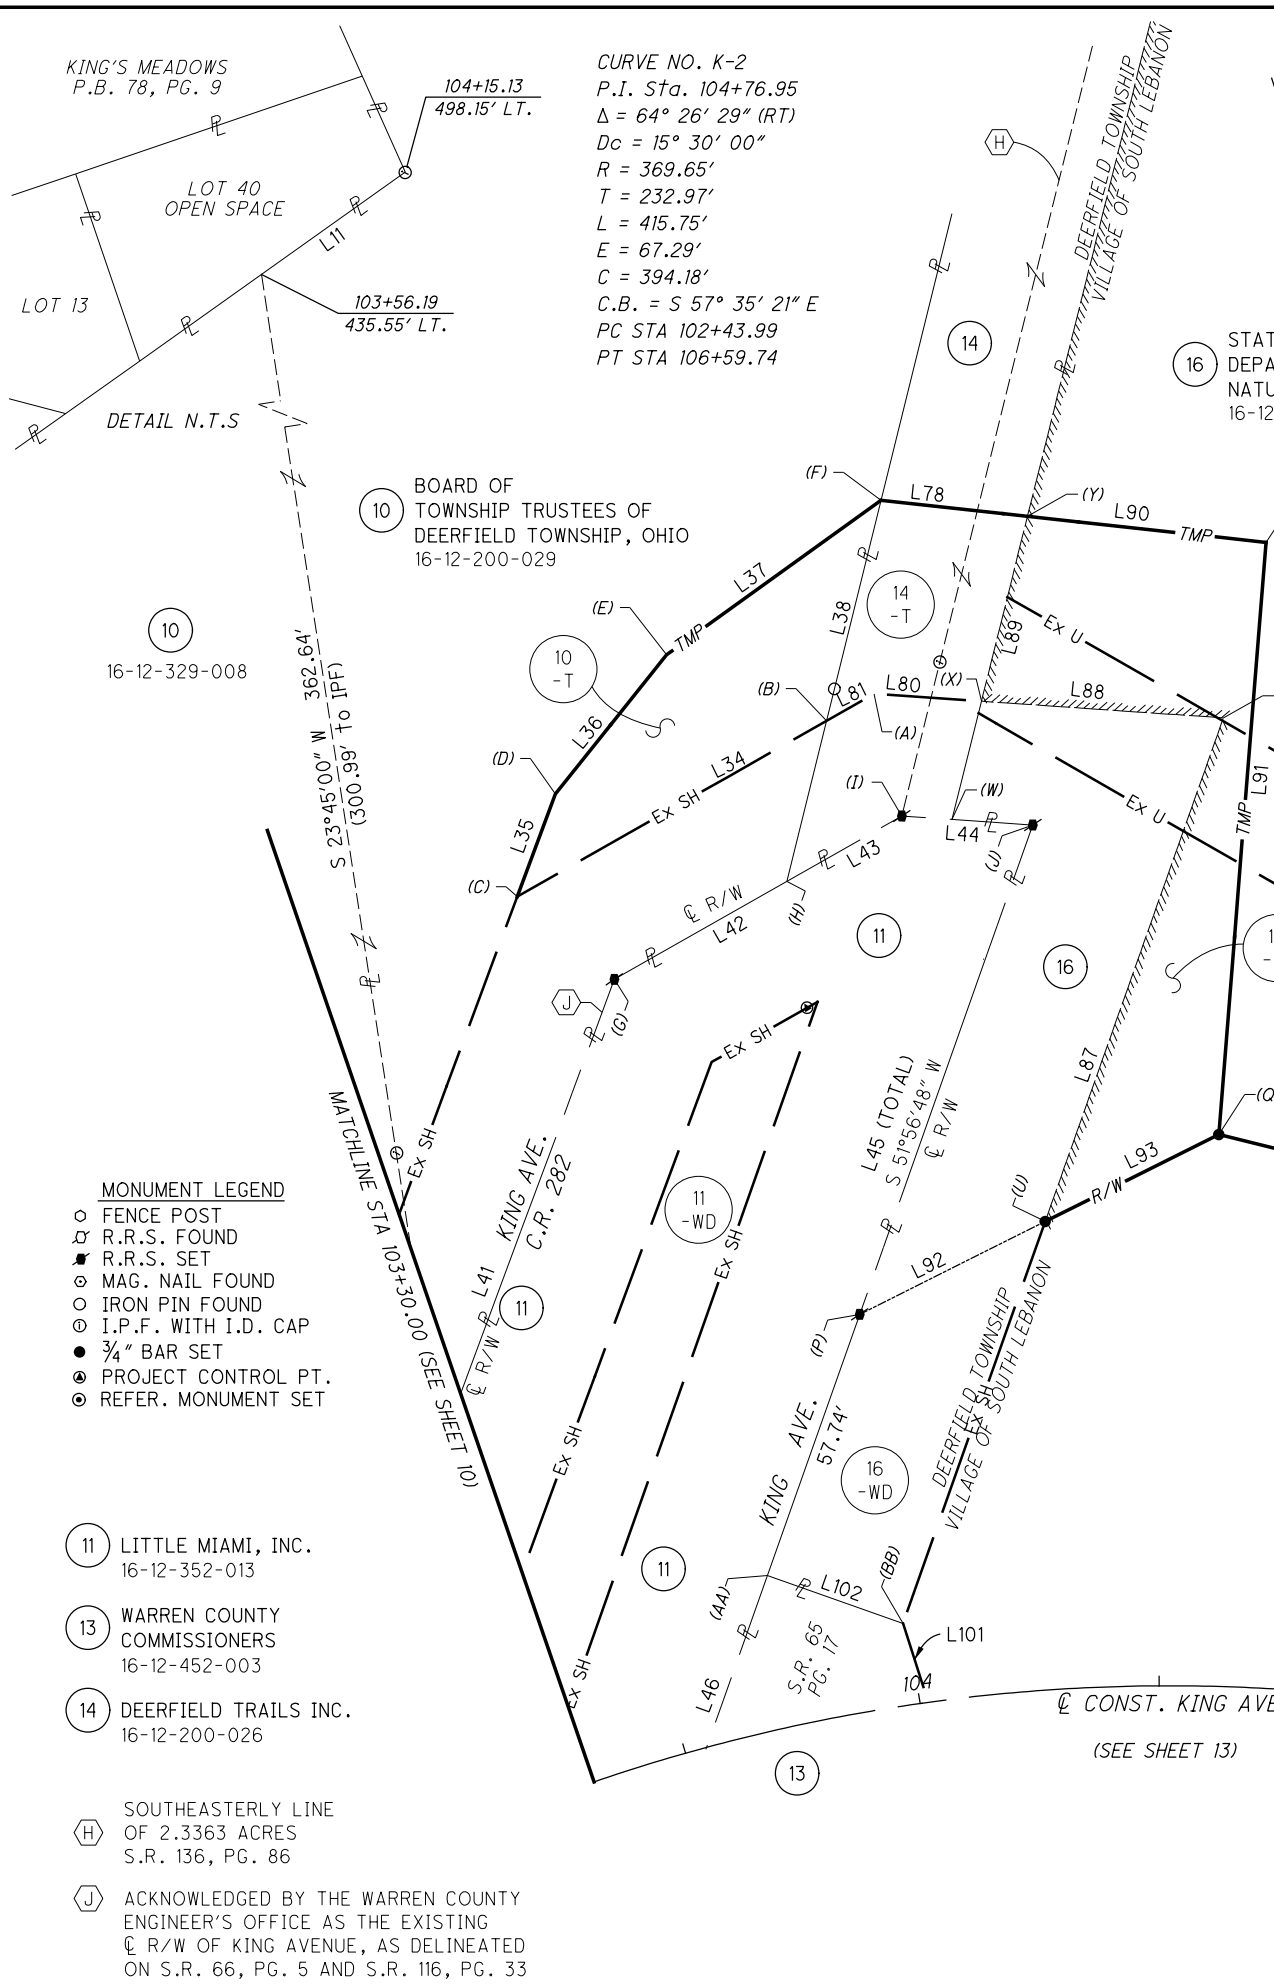 KING'S MEADOWS
P.B. 78, PG. 9
104+15.13
498.15' LT.
LOT 40
OPEN SPACE
L11
LOT 13
103+56.19
435.55' LT.
DETAIL N.T.S
CURVE NO. K-2
P.I. Sta. 104+76.95
Δ = 64° 26' 29" (RT)
Dc = 15° 30' 00"
R = 369.65'
T = 232.97'
L = 415.75'
E = 67.29'
C = 394.18'
C.B. = S 57° 35' 21" E
PC STA 102+43.99
PT STA 106+59.74
H
DEERFIELD TOWNSHIP
VILLAGE OF SOUTH LEBANON
14
16
STAT
DEPA
NATU
16-12
10
BOARD OF
TOWNSHIP TRUSTEES OF
DEERFIELD TOWNSHIP, OHIO
16-12-200-029
(F)
L78
(Y)
L90
TMP
L37
L38
14
-T
(E)
TMP
Ex U
L89
10
16-12-329-008
S 23°45'00" W 362.64'
(300.99' to IPF)
10
-T
(B)
L81
L80
(X)
L88
(A)
L36
L34
(D)
Ex SH
(I)
(W)
Ex U
L91
TMP
L35
L44
(J)
L43
(C)
℄ R/W
L42
(H)
11
16
1
-
J
(G)
Ex SH
L87
L45 (TOTAL)
S 51°56'48" W
℄ R/W
(Q
MATCHLINE STA 103+30.00 (SEE SHEET 10)
Ex SH
KING AVE.
C.R. 282
L93
R/W
(U)
11
-WD
Ex SH
L92
L41
11
℄ R/W
MONUMENT LEGEND
FENCE POST
R.R.S. FOUND
R.R.S. SET
MAG. NAIL FOUND
IRON PIN FOUND
I.P.F. WITH I.D. CAP
3/4" BAR SET
PROJECT CONTROL PT.
REFER. MONUMENT SET
(P)
DEERFIELD TOWNSHIP
Ex SH
VILLAGE OF SOUTH LEBANON
Ex SH
KING AVE.
57.74'
16
-WD
11
LITTLE MIAMI, INC.
16-12-352-013
11
(AA)
L102
(BB)
13
WARREN COUNTY
COMMISSIONERS
16-12-452-003
S.R. 65
PG. 17
L101
Ex SH
L46
104
14
DEERFIELD TRAILS INC.
16-12-200-026
℄ CONST. KING AVE
(SEE SHEET 13)
13
H
SOUTHEASTERLY LINE
OF 2.3363 ACRES
S.R. 136, PG. 86
J
ACKNOWLEDGED BY THE WARREN COUNTY
ENGINEER'S OFFICE AS THE EXISTING
℄ R/W OF KING AVENUE, AS DELINEATED
ON S.R. 66, PG. 5 AND S.R. 116, PG. 33